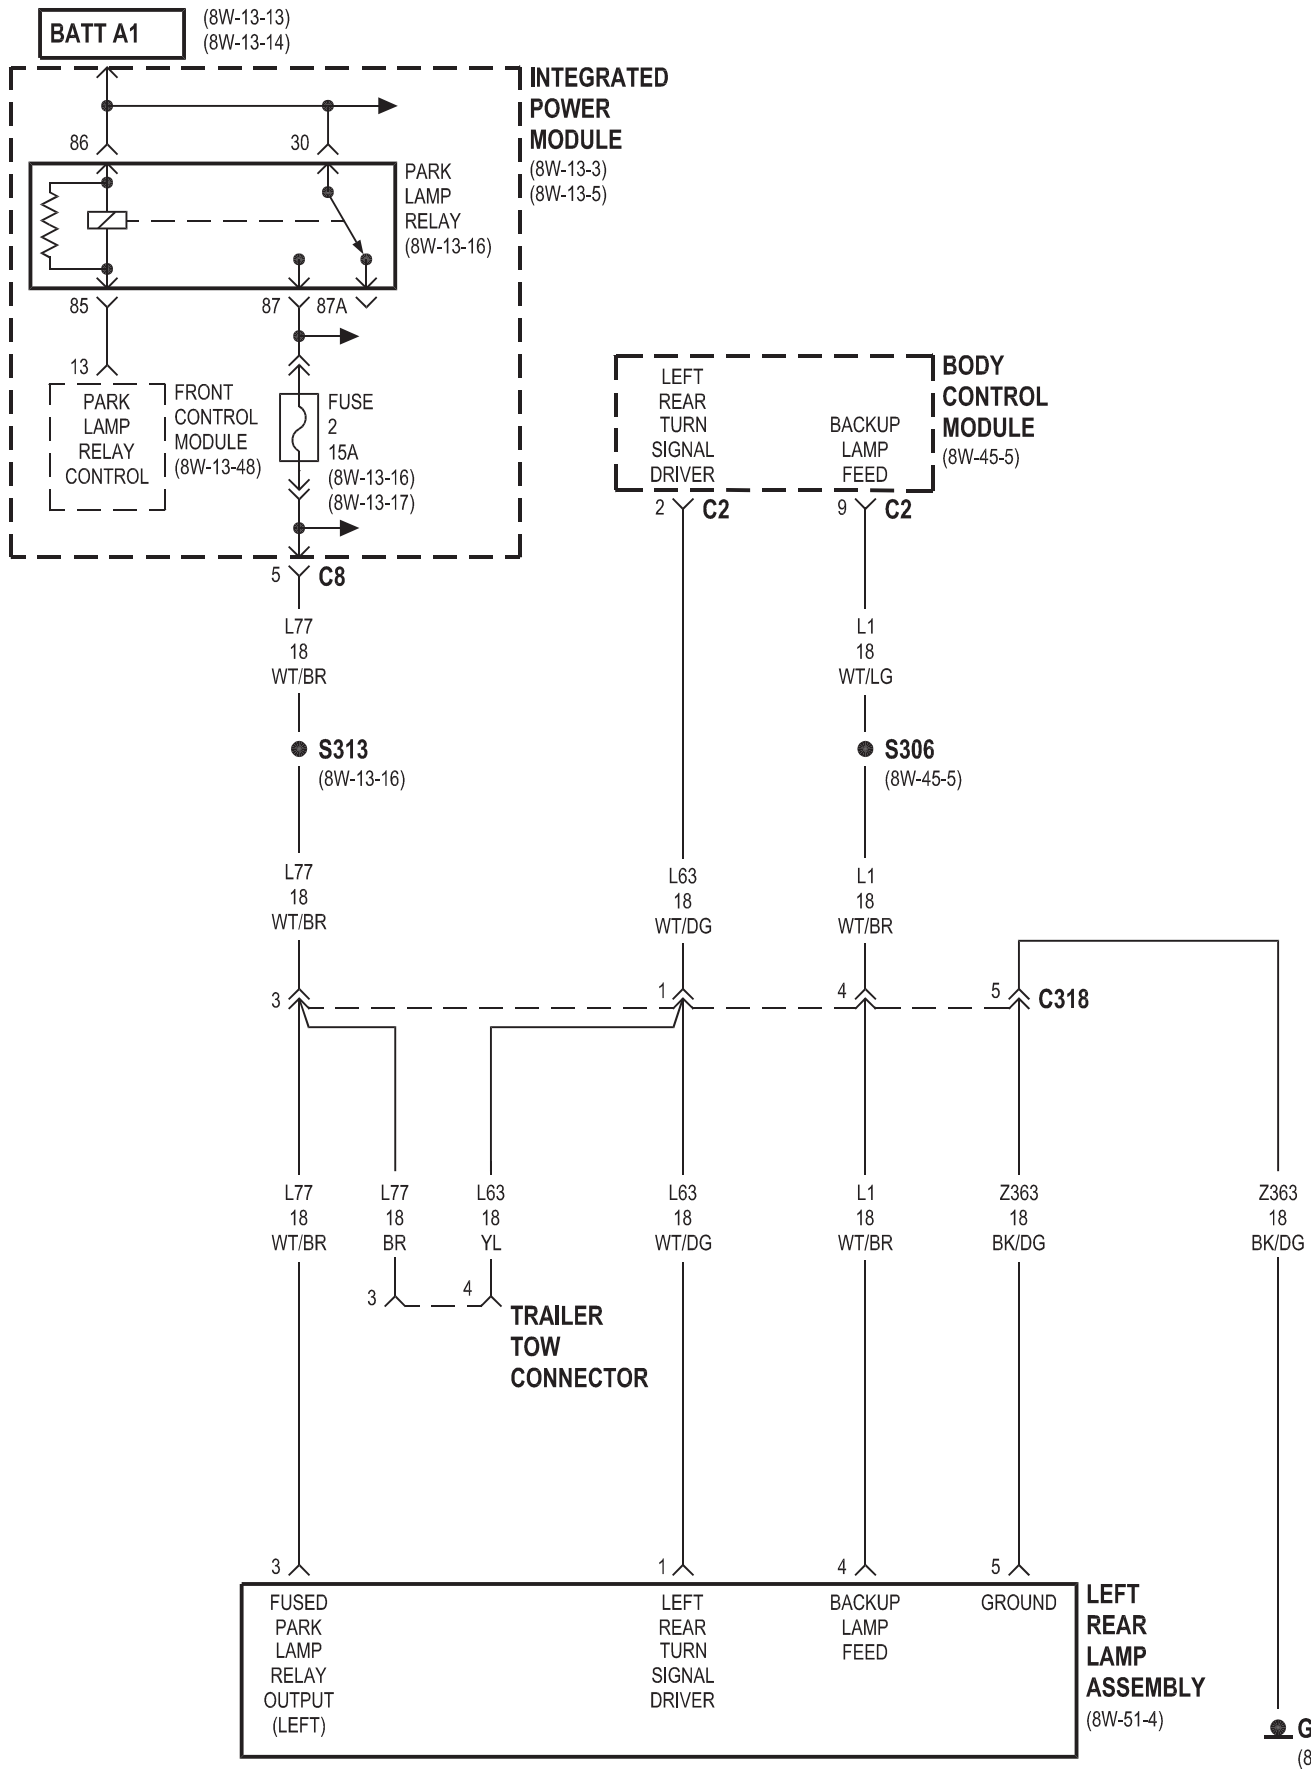 BATT A1
(8W-13-13)
(8W-13-14)
INTEGRATED
POWER
MODULE
(8W-13-3)
(8W-13-5)
86
30
PARK
LAMP
RELAY
(8W-13-16)
85
87
87A
13
PARK
LAMP
RELAY
CONTROL
FRONT
CONTROL
MODULE
(8W-13-48)
FUSE
2
15A
(8W-13-16)
(8W-13-17)
5
C8
LEFT
REAR
TURN
SIGNAL
DRIVER
BACKUP
LAMP
FEED
BODY
CONTROL
MODULE
(8W-45-5)
2
C2
9
C2
L77
18
WT/BR
L1
18
WT/LG
S313
(8W-13-16)
S306
(8W-45-5)
L77
18
WT/BR
L63
18
WT/DG
L1
18
WT/BR
3
1
4
5
C318
L77
18
WT/BR
L77
18
BR
L63
18
YL
L63
18
WT/DG
L1
18
WT/BR
Z363
18
BK/DG
Z363
18
BK/DG
3
4
TRAILER
TOW
CONNECTOR
3
1
4
5
FUSED
PARK
LAMP
RELAY
OUTPUT
(LEFT)
LEFT
REAR
TURN
SIGNAL
DRIVER
BACKUP
LAMP
FEED
GROUND
LEFT
REAR
LAMP
ASSEMBLY
(8W-51-4)